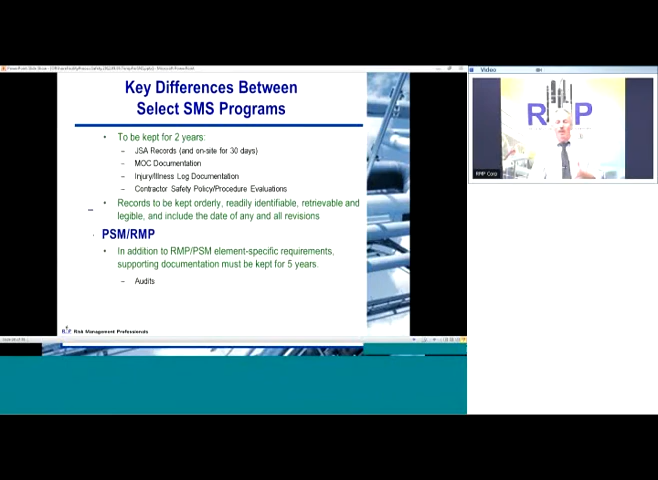 Video
Key Differences Between
Select SMS Programs
• To be kept for 2 years:
– JSA Records (and on-site for 30 days)
– MOC Documentation
– Injury/Illness Log Documentation
– Contractor Safety Policy/Procedure Evaluations
• Records to be kept orderly, readily identifiable, retrievable and
legible, and include the date of any and all revisions
PSM/RMP
• In addition to RMP/PSM element-specific requirements,
supporting documentation must be kept for 5 years.
– Audits
Risk Management Professionals
RMP Corp